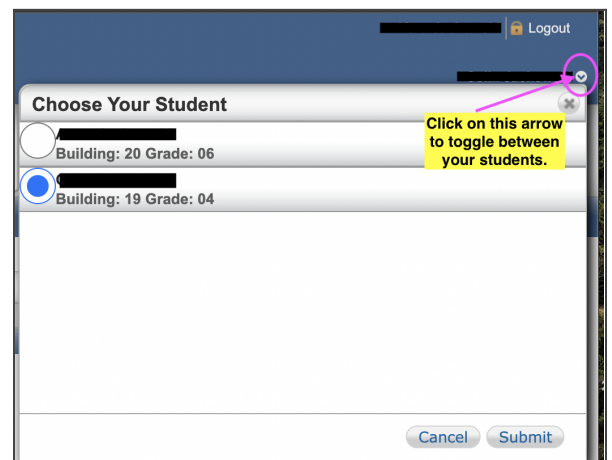 Logout
Choose Your Student
Click on this arrow
to toggle between
your students.
Building: 20 Grade: 06
Building: 19 Grade: 04
Cancel Submit